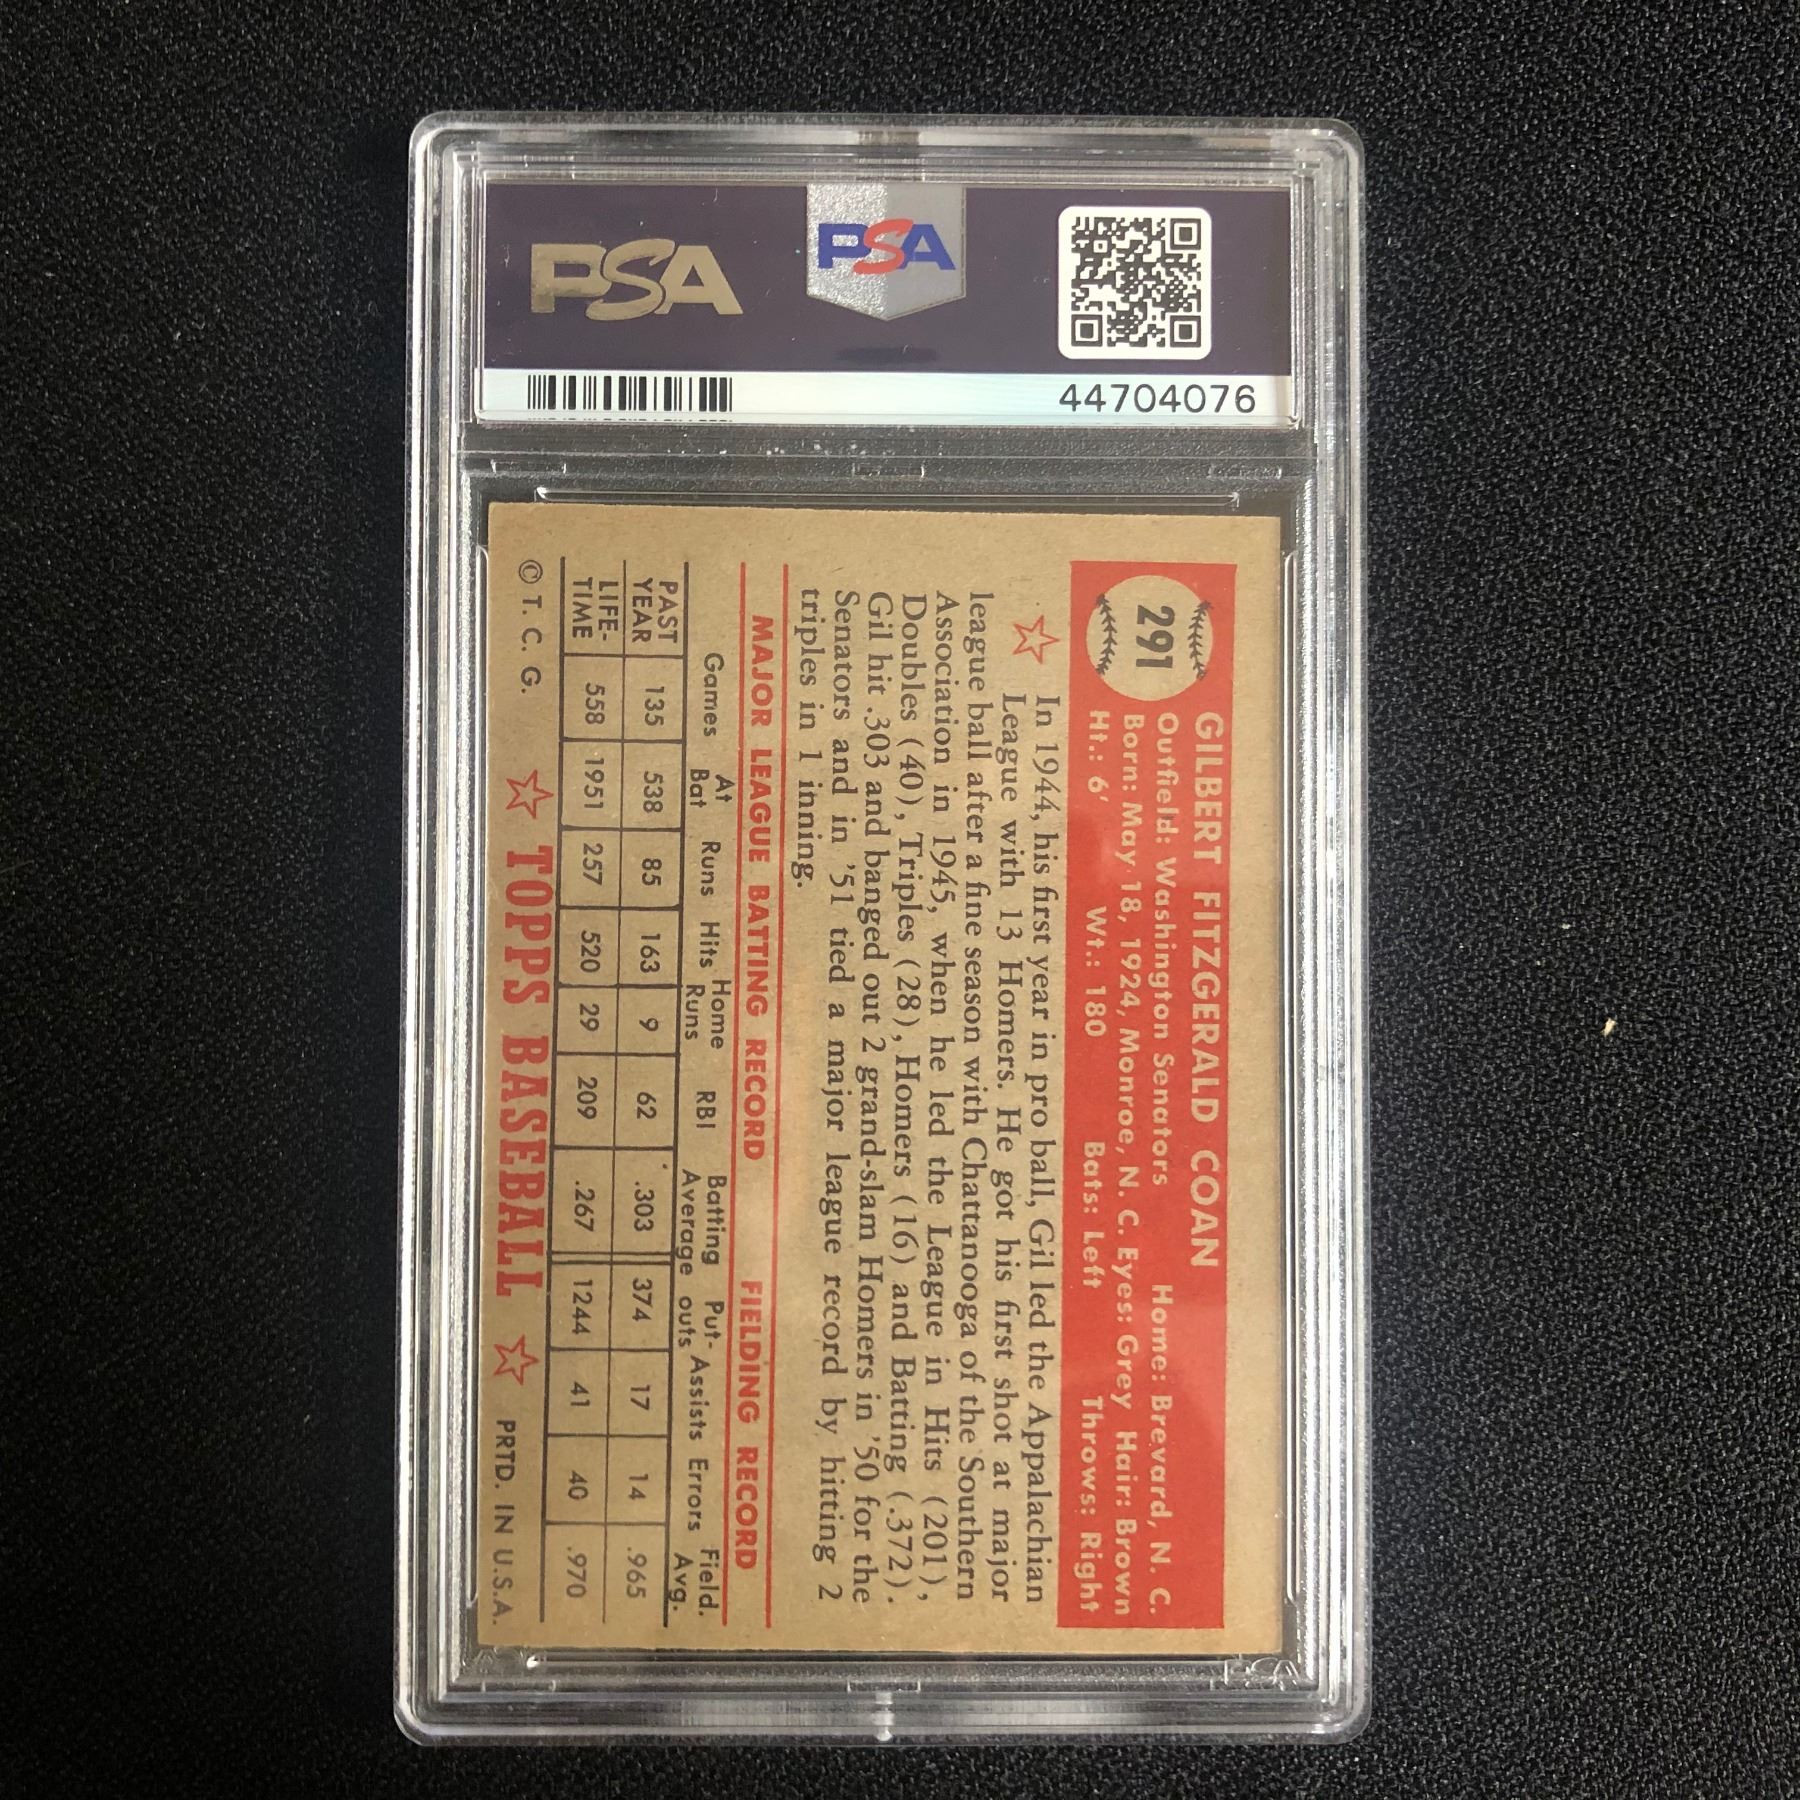 PSA
PSA
44704076
291
GILBERT FITZGERALD COAN
Outfield: Washington Senators Home: Brevard, N. C.
Born: May 18, 1924, Monroe, N. C. Eyes: Grey Hair: Brown
Ht.: 6' Wt.: 180 Bats: Left Throws: Right
In 1944, his first year in pro ball, Gil led the Appalachian
League with 13 Homers. He got his first shot at major
league ball after a fine season with Chattanooga of the Southern
Association in 1945, when he led the League in Hits (201),
Doubles (40), Triples (28), Homers (16) and Batting (.372).
Gil hit .303 and banged out 2 grand-slam Homers in '50 for the
Senators and in '51 tied a major league record by hitting 2
triples in 1 inning.
MAJOR LEAGUE BATTING RECORD FIELDING RECORD
Games At Bat Runs Hits Home Runs RBI Batting Average Put-outs Assists Errors Field. Avg.
PAST YEAR 135 538 85 163 9 62 .303 374 17 14 .965
LIFE-TIME 558 1951 257 520 29 209 .267 1244 41 40 .970
© T. C. G. TOPPS BASEBALL PRTD. IN U.S.A.
PSA